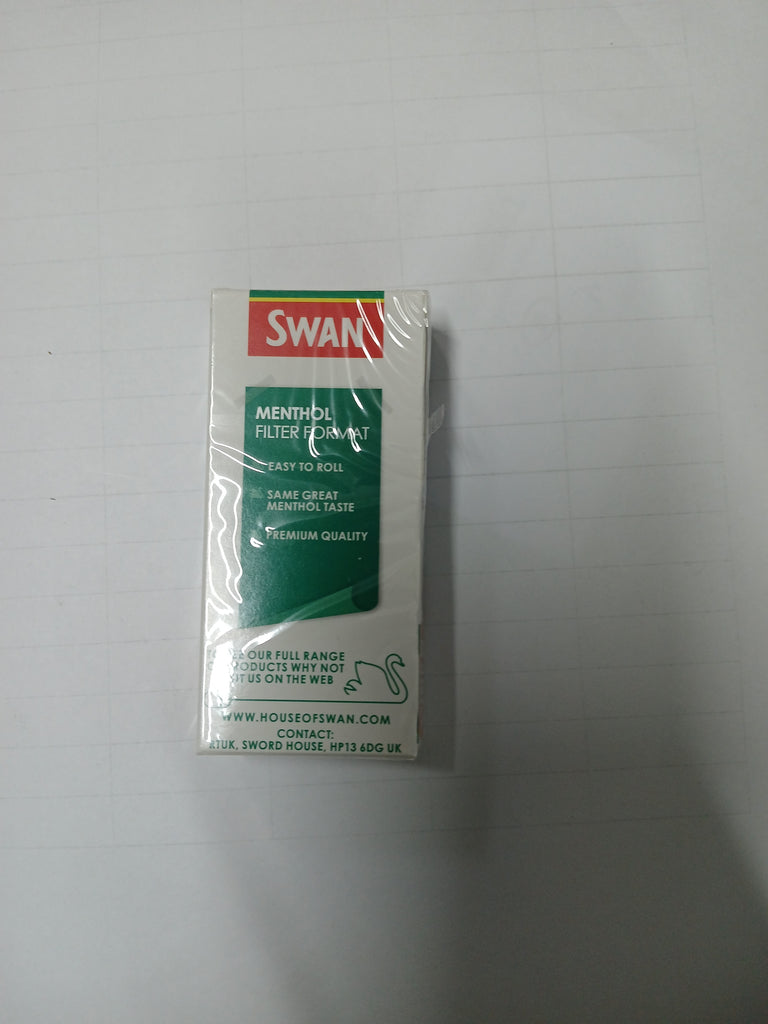 SWAN
MENTHOL
FILTER FORMAT
EASY TO ROLL
SAME GREAT
MENTHOL TASTE
PREMIUM QUALITY
OUR FULL RANGE
PRODUCTS WHY NOT
US ON THE WEB
WWW.HOUSEOFSWAN.COM
CONTACT:
RTUK, SWORD HOUSE, HP13 6DG UK